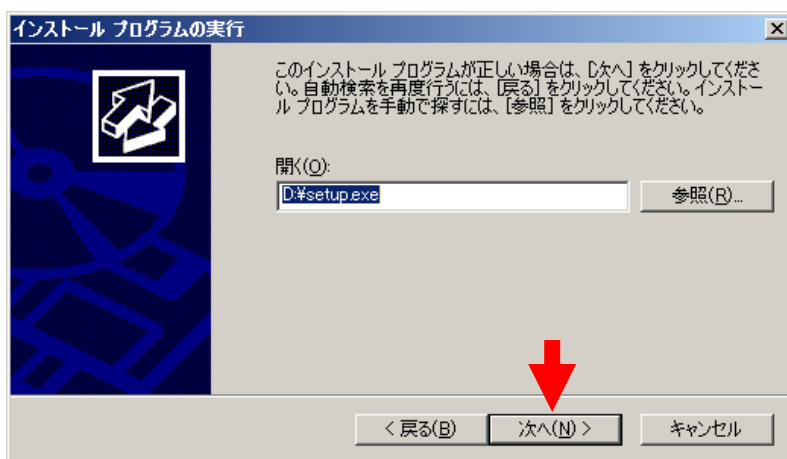 インストール プログラムの実行
このインストール プログラムが正しい場合は、[次へ] をクリックしてくださ
い。自動検索を再度行うには、[戻る] をクリックしてください。インストー
ル プログラムを手動で探すには、[参照] をクリックしてください。
開く(O):
D:¥setup.exe
参照(R)...
< 戻る(B)
次へ(N) >
キャンセル